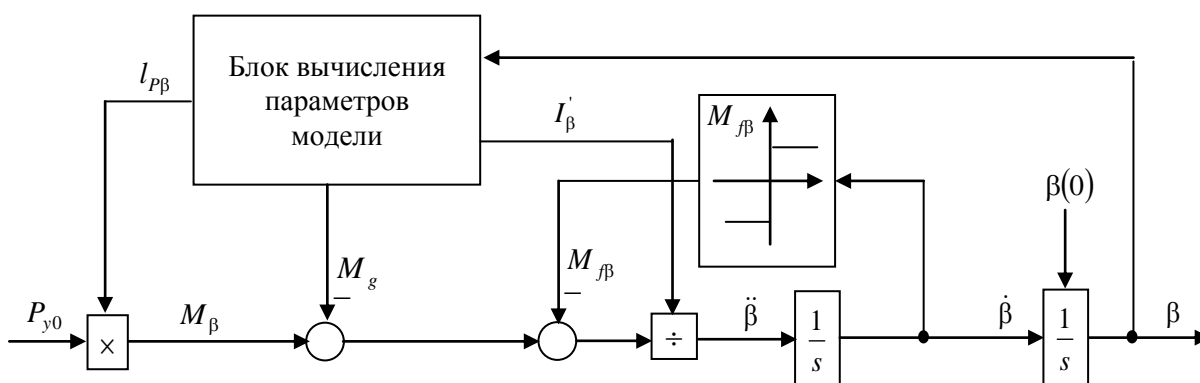 Блок вычисления
параметров
модели
l_{Pβ}
I'_β
M_{fβ}
β(0)
M_g
−
M_{fβ}
−
P_{y0}
×
M_β
÷
β̈
1/s
β̇
1/s
β